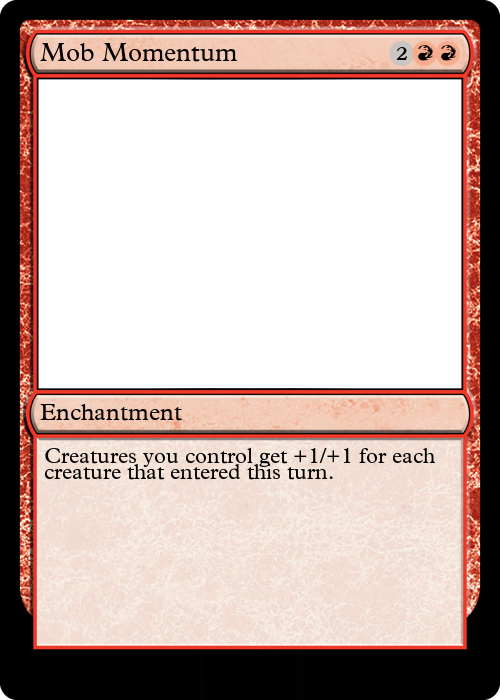 Mob Momentum 2
Enchantment
Creatures you control get +1/+1 for each
creature that entered this turn.